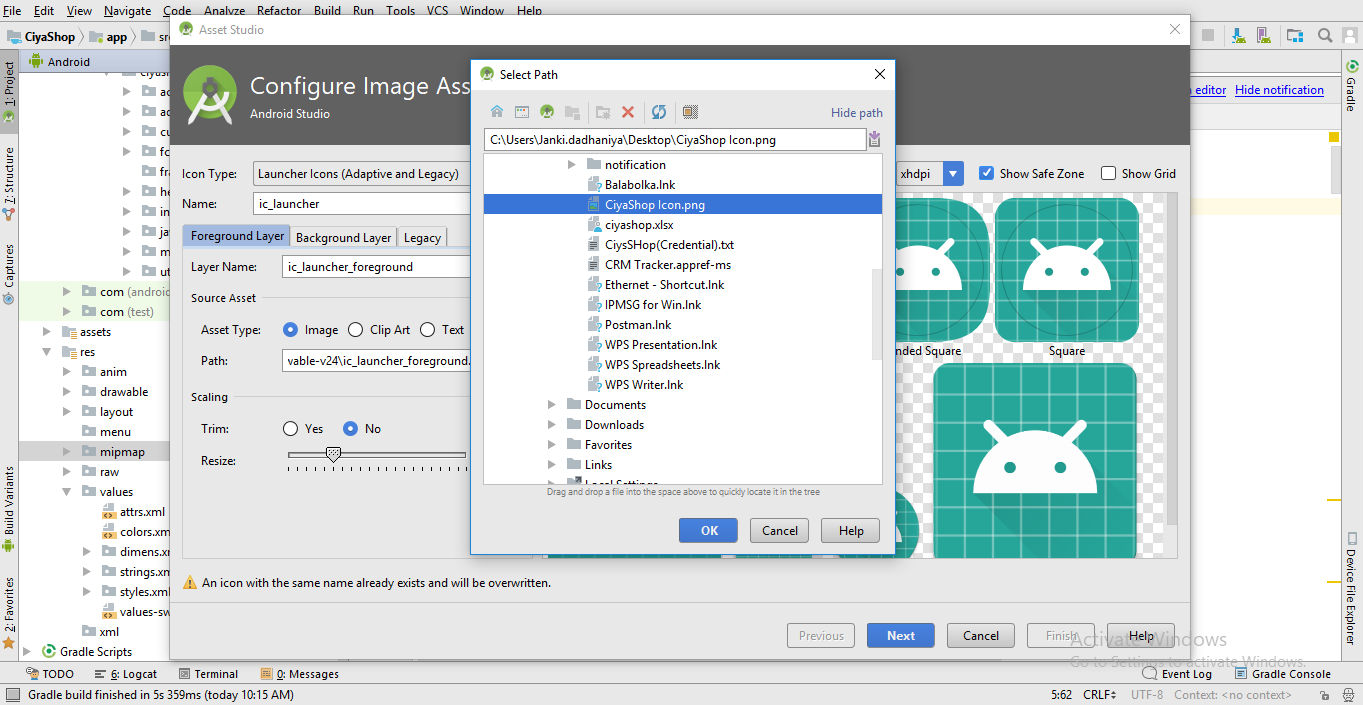 File Edit View Navigate Code Analyze Refactor Build Run Tools VCS Window Help
CiyaShop app
Asset Studio
Android
1: Project
7: Structure
Captures
Build Variants
2: Favorites
com (android
com (test)
assets
res
anim
drawable
layout
menu
mipmap
raw
values
attrs.xml
colors.xm
dimens.xm
strings.xm
styles.xml
values-sw
xml
Gradle Scripts
Configure Image Ass
Android Studio
Icon Type: Launcher Icons (Adaptive and Legacy)
Name: ic_launcher
Foreground Layer Background Layer Legacy
Layer Name: ic_launcher_foreground
Source Asset
Asset Type: Image Clip Art Text
Path: vable-v24\ic_launcher_foreground.
Scaling
Trim: Yes No
Resize:
An icon with the same name already exists and will be overwritten.
Select Path
Hide path
C:\Users\Janki.dadhaniya\Desktop\CiyaShop Icon.png
notification
Balabolka.lnk
CiyaShop Icon.png
ciyashop.xlsx
CiysSHop(Credential).txt
CRM Tracker.appref-ms
Ethernet - Shortcut.lnk
IPMSG for Win.lnk
Postman.lnk
WPS Presentation.lnk
WPS Spreadsheets.lnk
WPS Writer.lnk
Documents
Downloads
Favorites
Links
Local Settings
Drag and drop a file into the space above to quickly locate it in the tree
OK Cancel Help
xhdpi Show Safe Zone Show Grid
nded Square Square
Previous Next Cancel Finish Help
editor Hide notification
Gradle
Device File Explorer
Activate Windows
Go to Settings to activate Windows.
TODO 6: Logcat Terminal 0: Messages Event Log Gradle Console
Gradle build finished in 5s 359ms (today 10:15 AM) 5:62 CRLF UTF-8 Context: <no context>